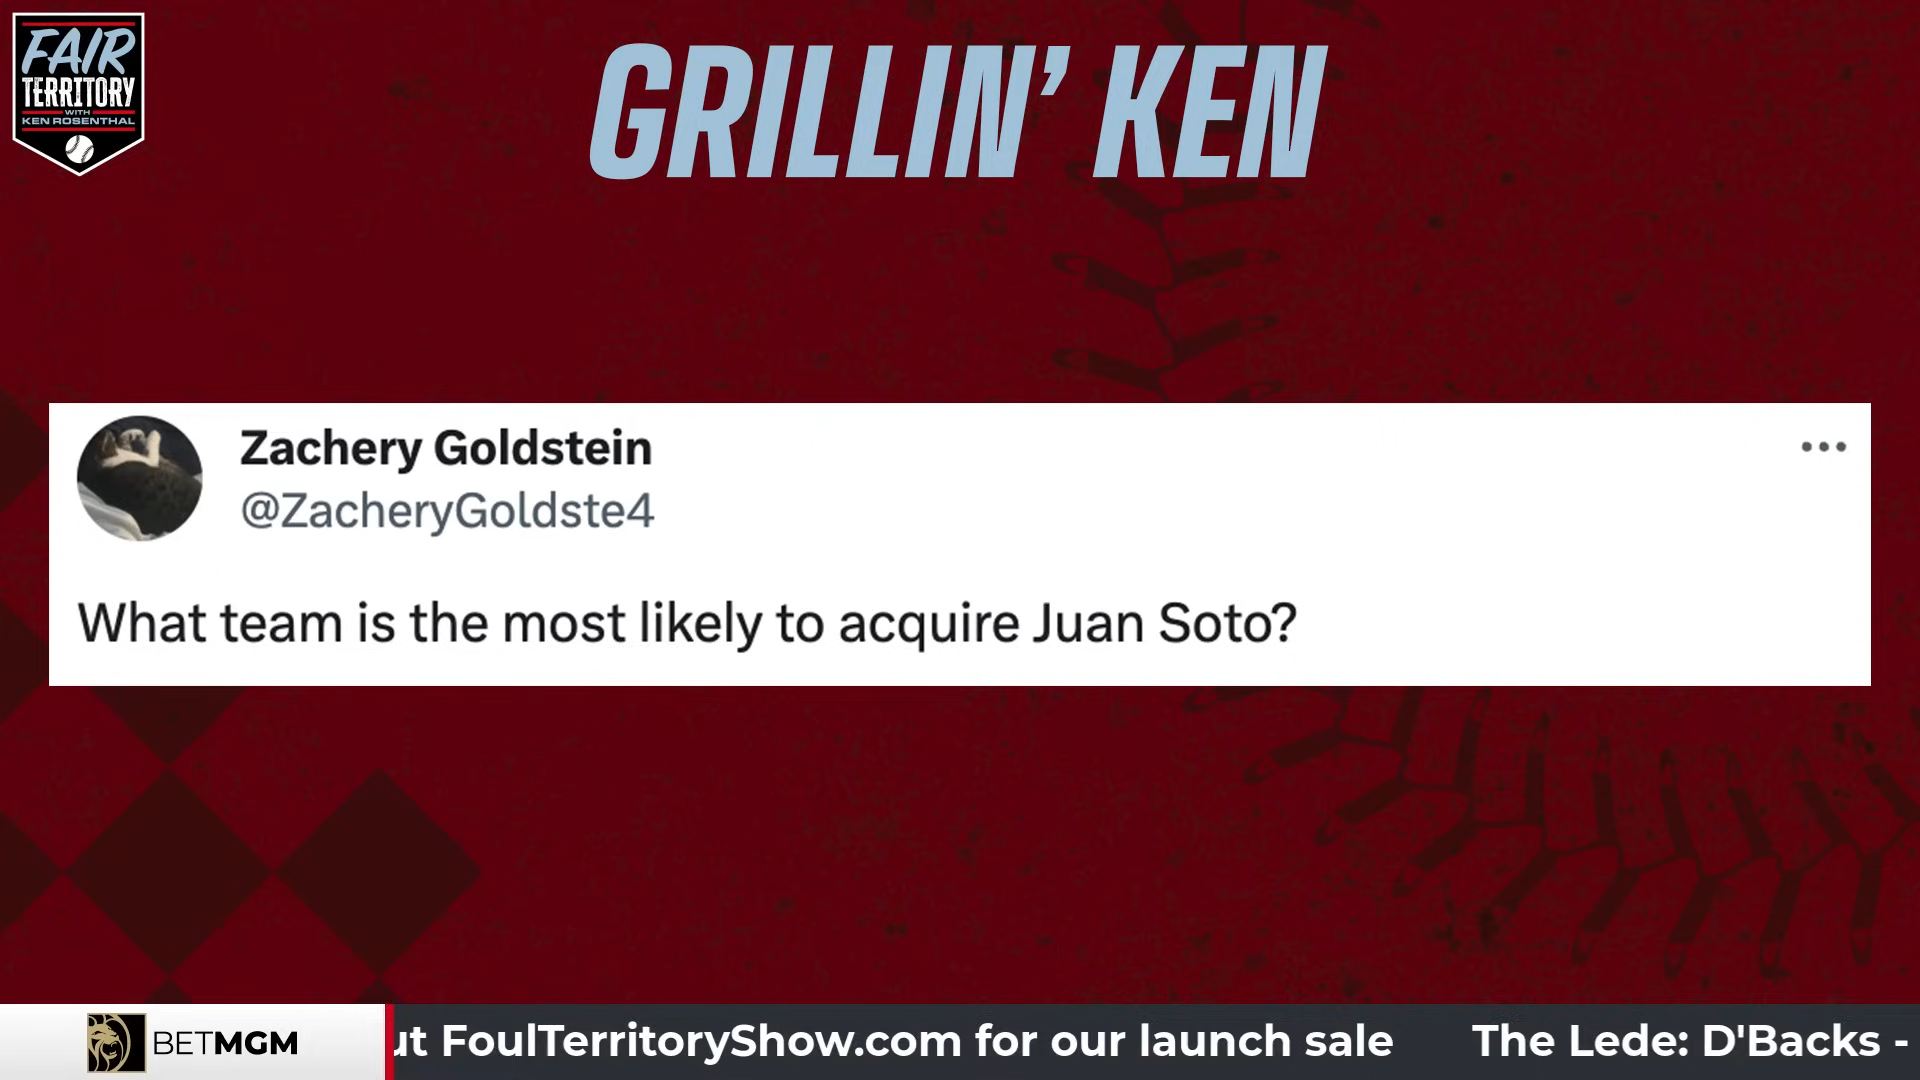 FAIR
TERRITORY
WITH
KEN ROSENTHAL
GRILLIN' KEN
Zachery Goldstein
@ZacheryGoldste4
What team is the most likely to acquire Juan Soto?
BETMGM
ut FoulTerritoryShow.com for our launch sale The Lede: D'Backs -